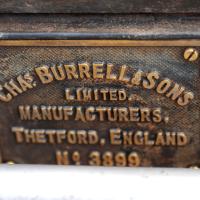 CHAS. BURRELL & SONS
LIMITED,
MANUFACTURERS,
THETFORD, ENGLAND
No. 3899